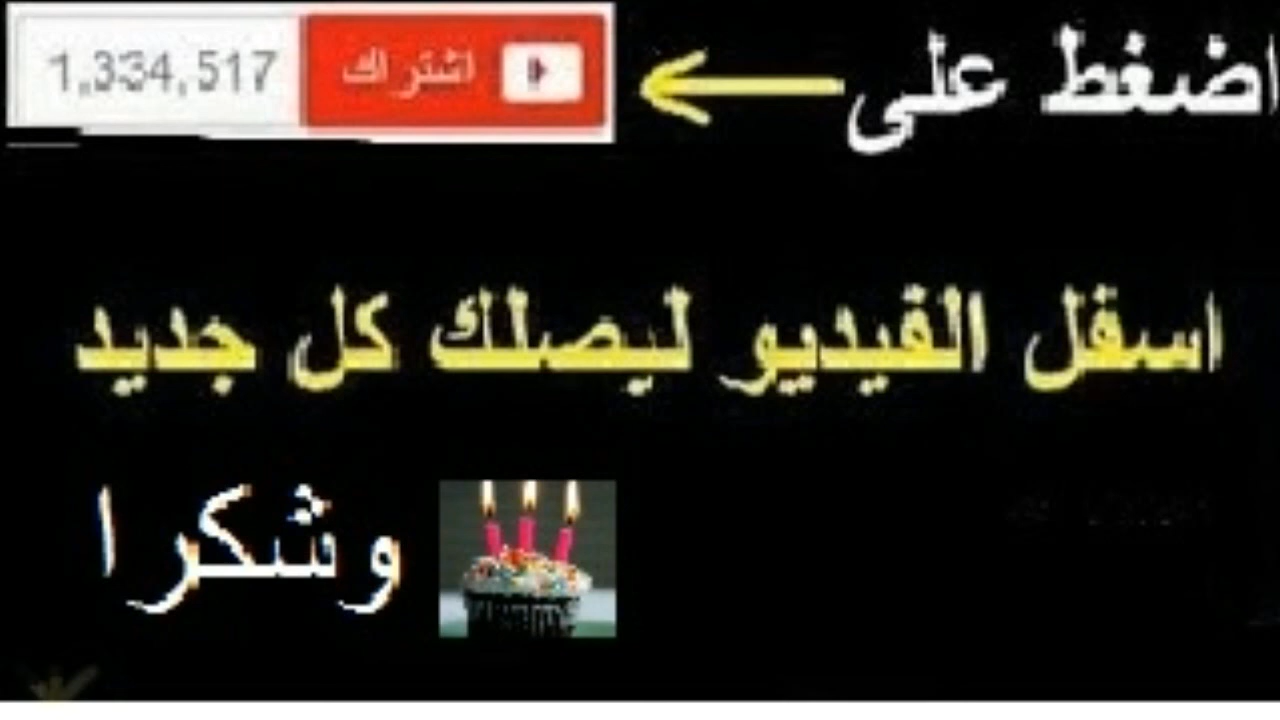 اضغط على اشتراك 1,334,517
اسفل الفيديو ليصلك كل جديد
وشكرا